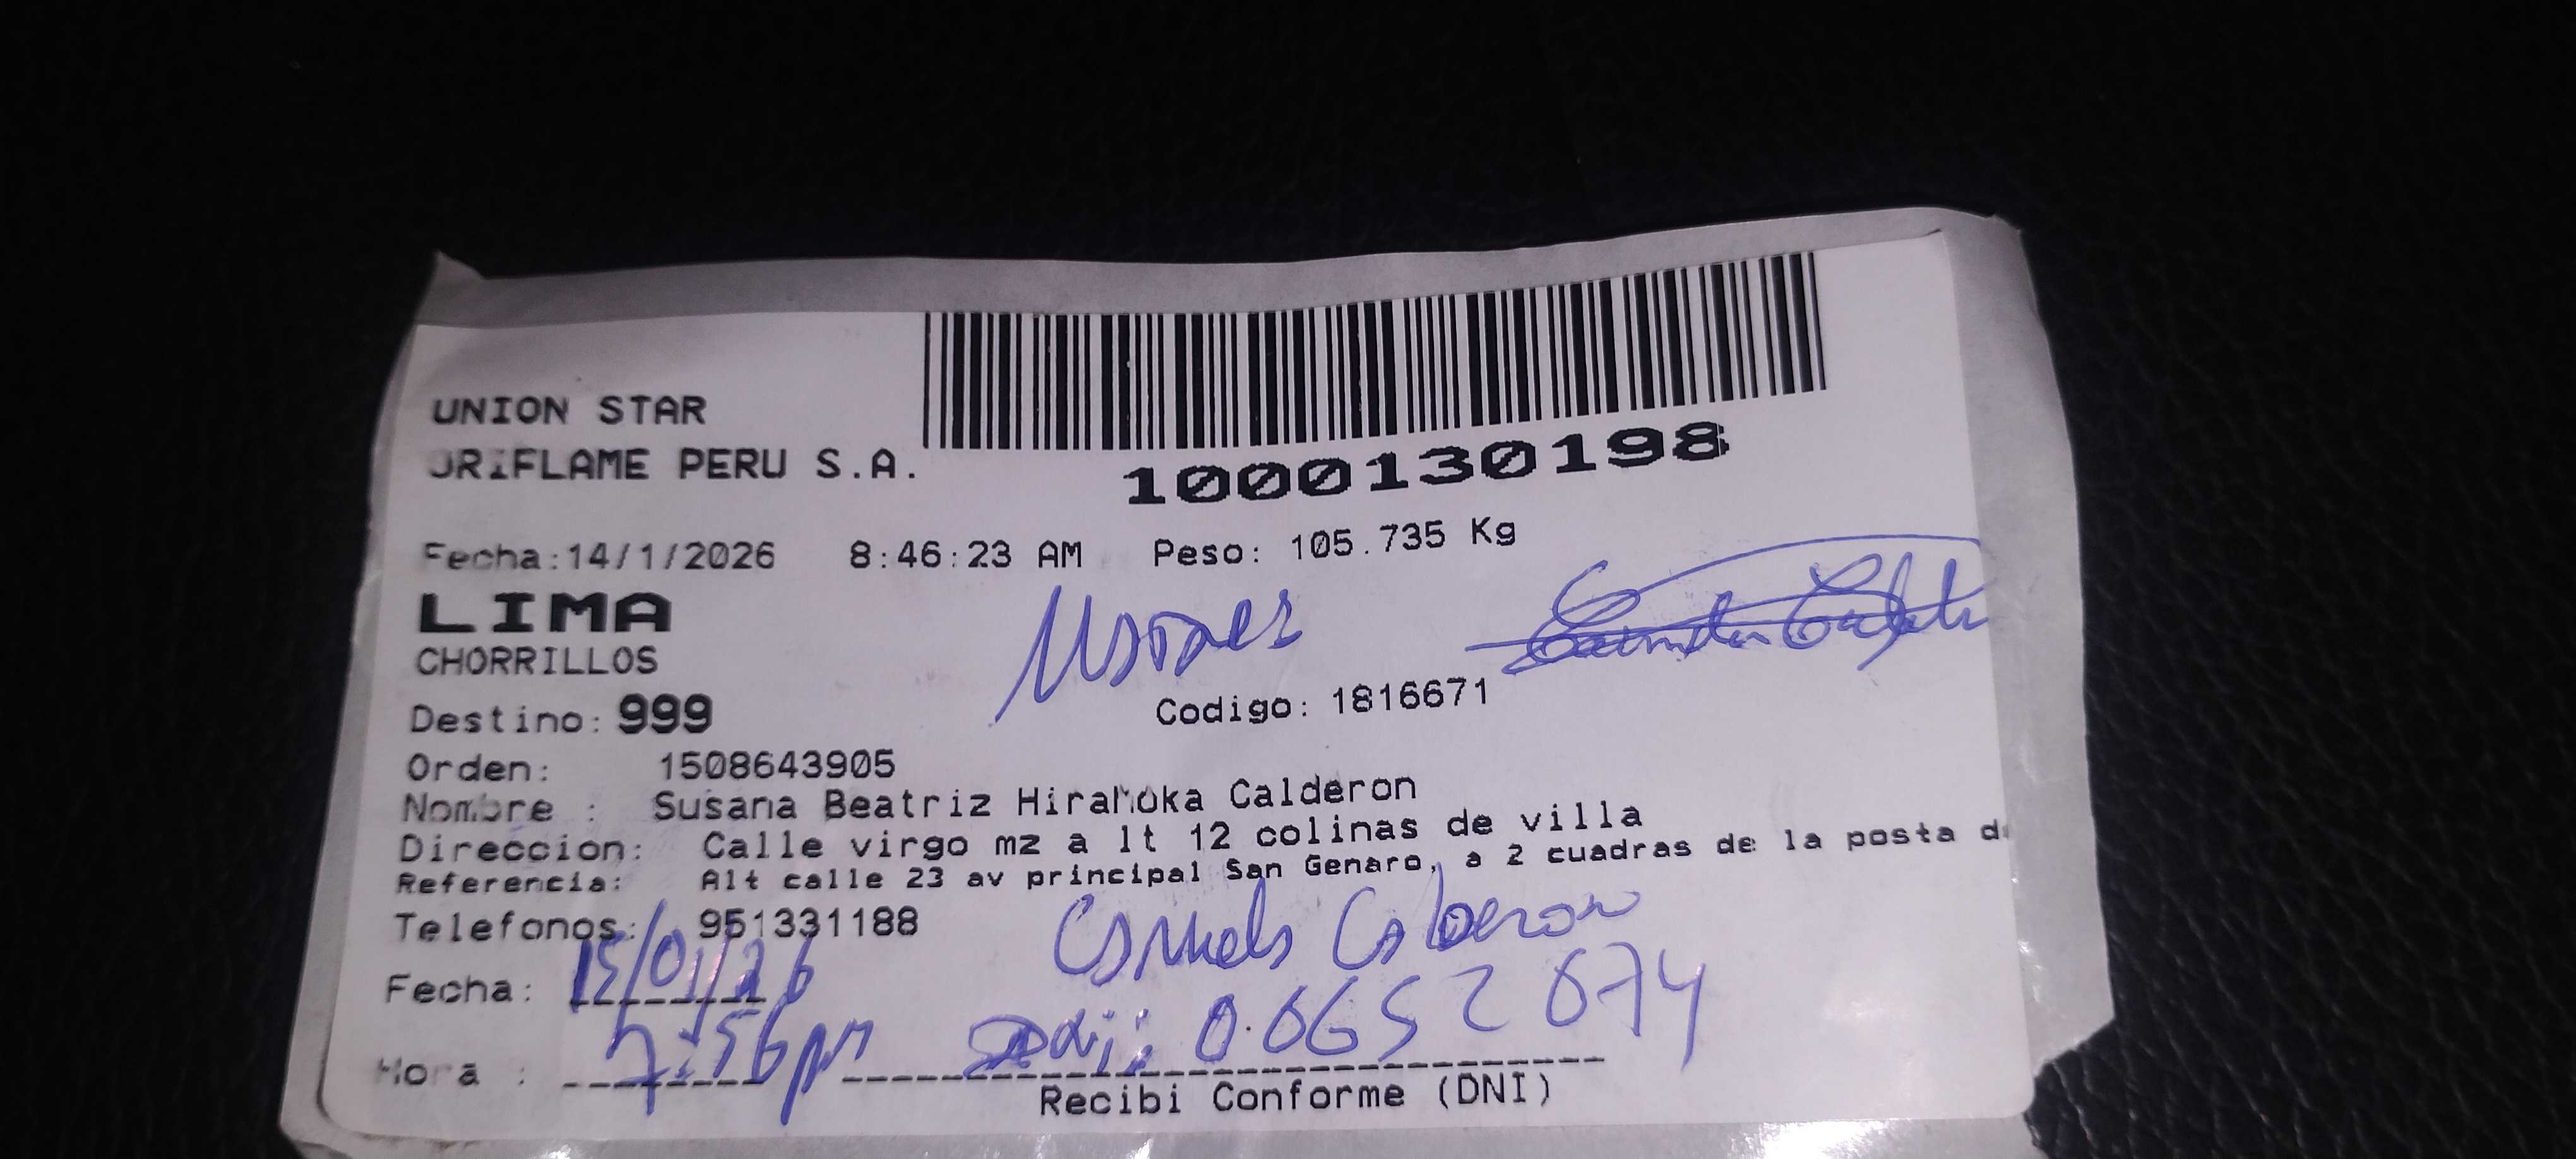 UNION STAR
ORIFLAME PERU S.A.
1000130198
Fecha:14/1/2026 8:46:23 AM Peso: 105.735 Kg
LIMA
CHORRILLOS
Destino: 999
Codigo: 1816671
Orden: 1508643905
Nombre : Susana Beatriz Calderon
Direccion: Calle virgo mz a lt 12 colinas de villa
Referencia: Alt calle 23 av principal San Genaro, a 2 cuadras de la posta
Telefonos: 951331188
Calderon
Fecha: 15/01/26
Hora : 7:56pm
Recibi Conforme (DNI)